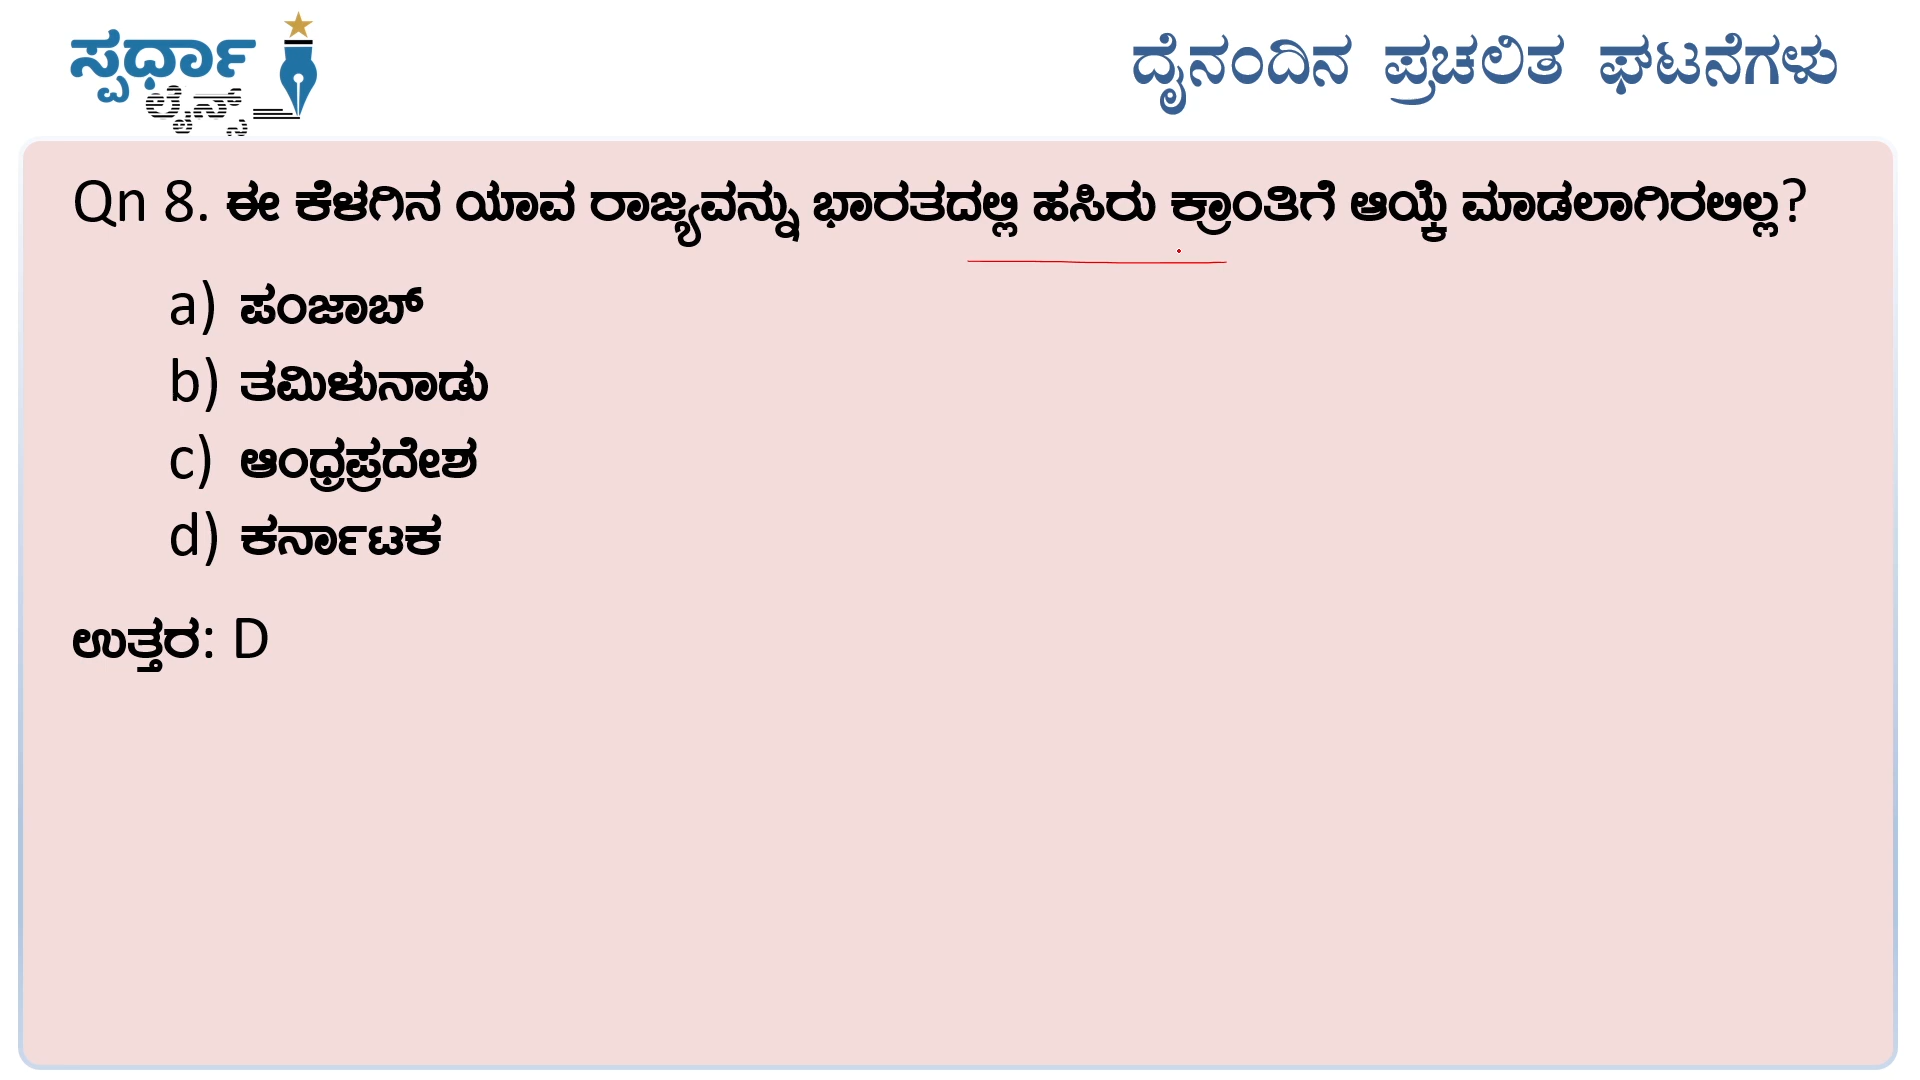 ಸ್ಪರ್ಧಾ
ಲೈನ್ಸ್
ದೈನಂದಿನ ಪ್ರಚಲಿತ ಘಟನೆಗಳು
Qn 8. ಈ ಕೆಳಗಿನ ಯಾವ ರಾಜ್ಯವನ್ನು ಭಾರತದಲ್ಲಿ ಹಸಿರು ಕ್ರಾಂತಿಗೆ ಆಯ್ಕೆ ಮಾಡಲಾಗಿರಲಿಲ್ಲ?
a) ಪಂಜಾಬ್
b) ತಮಿಳುನಾಡು
c) ಆಂಧ್ರಪ್ರದೇಶ
d) ಕರ್ನಾಟಕ
ಉತ್ತರ: D